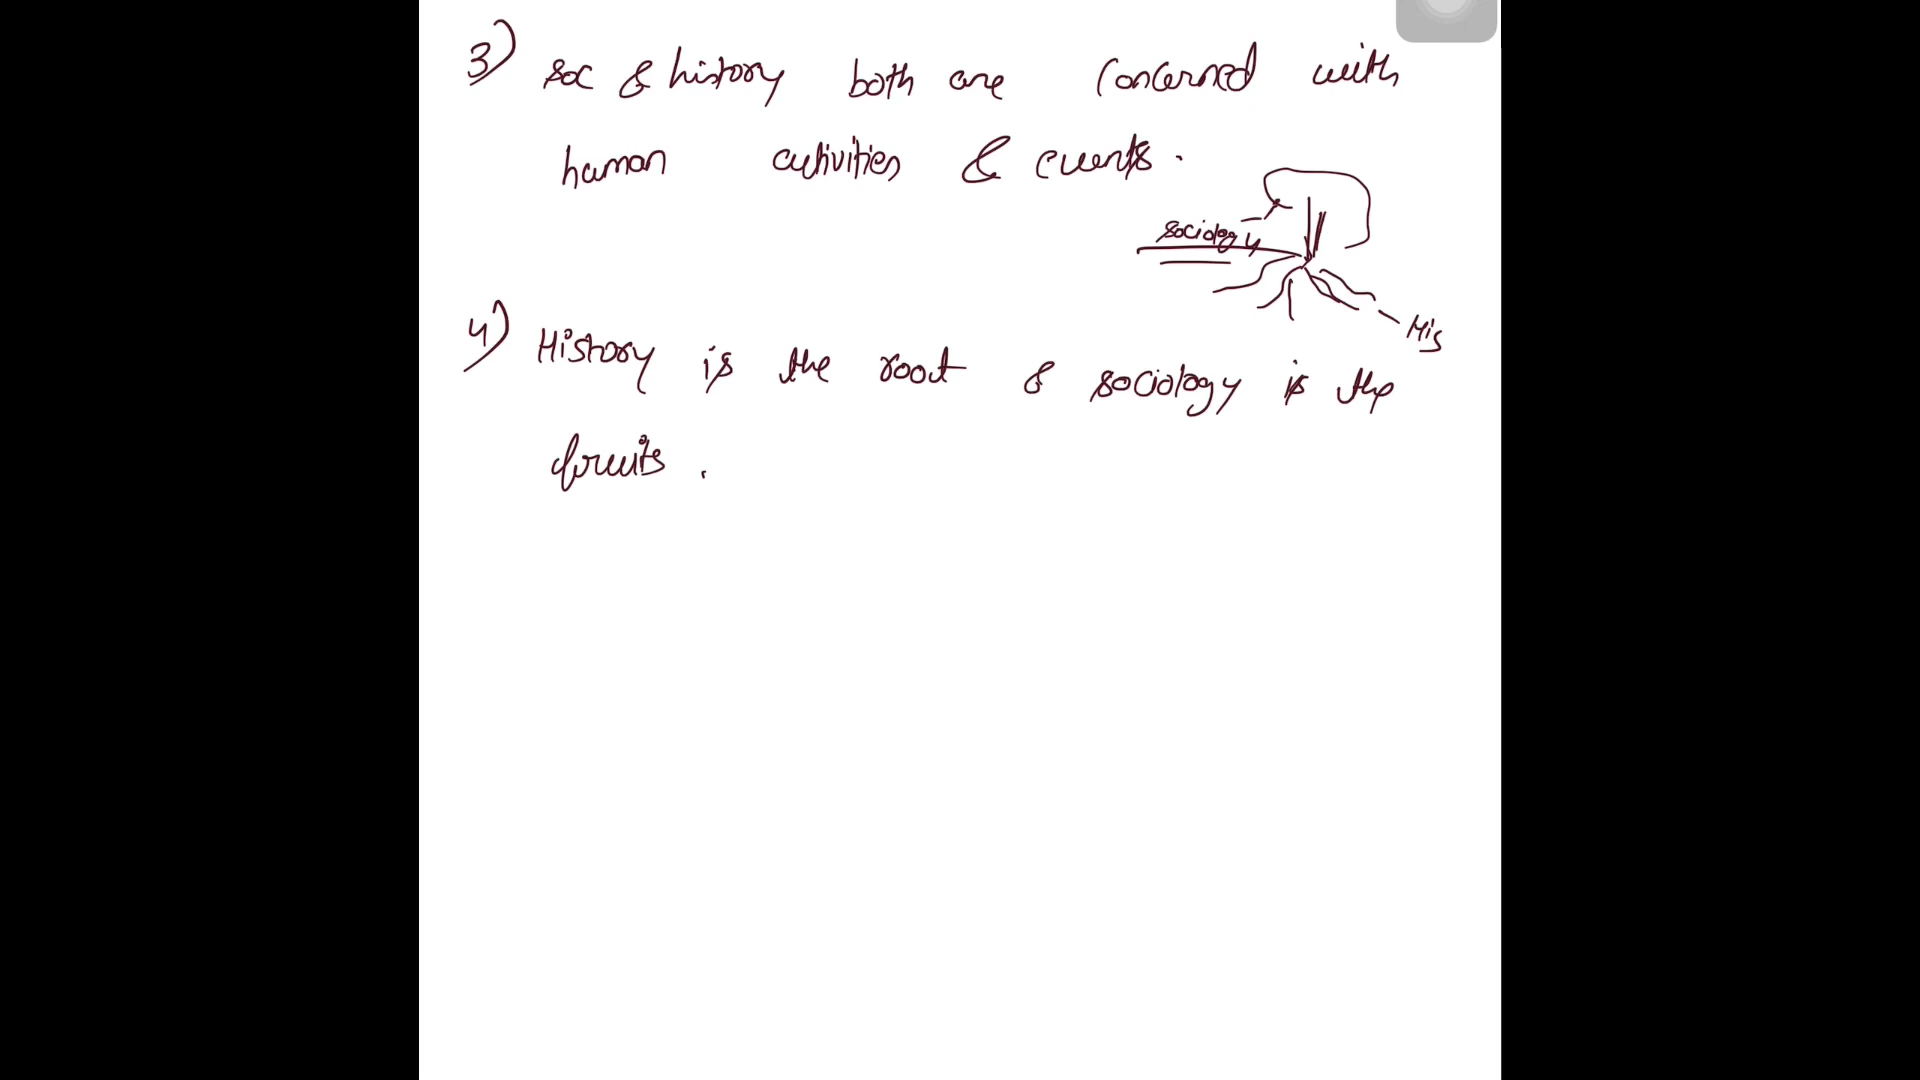 3) soc & history both are concerned with
human activities & events.
sociology
His
4) History is the root & sociology is the
fruits.